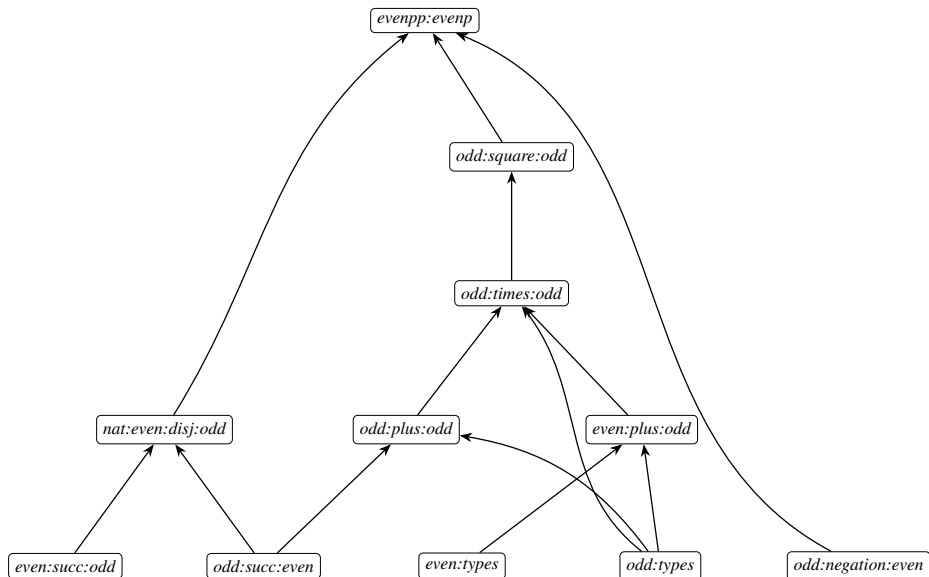 evenpp:evenp
odd:square:odd
odd:times:odd
nat:even:disj:odd
odd:plus:odd
even:plus:odd
even:succ:odd
odd:succ:even
even:types
odd:types
odd:negation:even